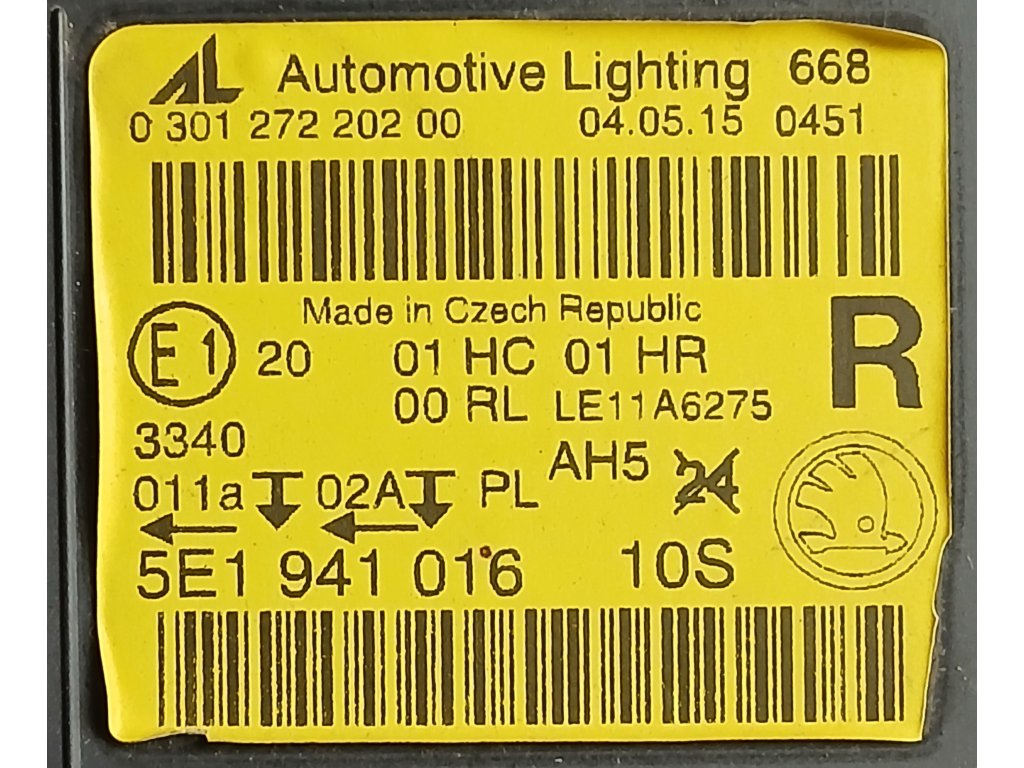 AL Automotive Lighting 668
0 301 272 202 00 04.05.15 0451
Made in Czech Republic
E1 20 01 HC 01 HR R
00 RL LE11A6275
3340
AH5 24
011a 02A PL
5E1 941 016 10S